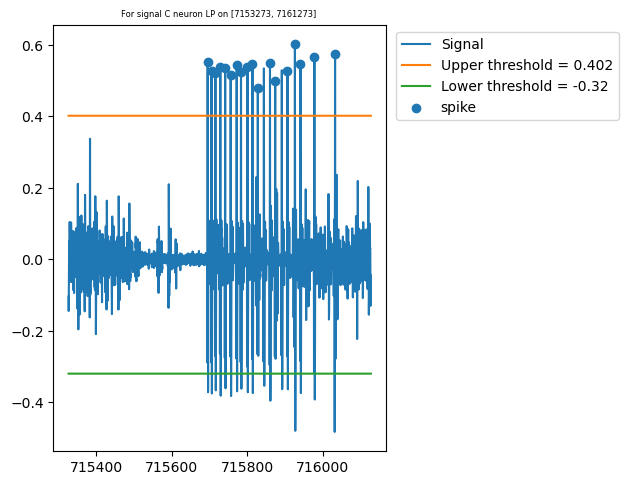 For signal C neuron LP on [7153273, 7161273]
0.6
0.4
0.2
0.0
−0.2
−0.4
715400
715600
715800
716000
Signal
Upper threshold = 0.402
Lower threshold = -0.32
spike